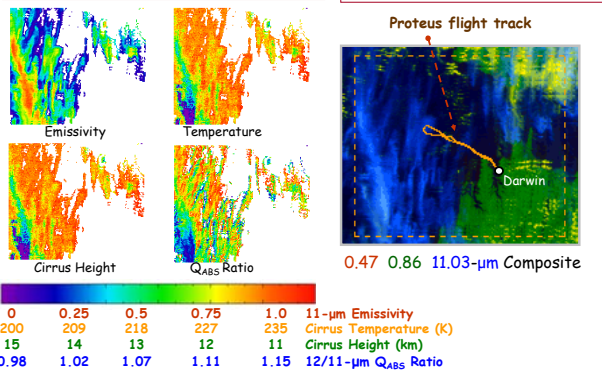 Proteus flight track
Emissivity
Temperature
Darwin
Cirrus Height
QABS Ratio
0.47 0.86 11.03-μm Composite
0 0.25 0.5 0.75 1.0 11-μm Emissivity
200 209 218 227 235 Cirrus Temperature (K)
15 14 13 12 11 Cirrus Height (km)
0.98 1.02 1.07 1.11 1.15 12/11-μm QABS Ratio